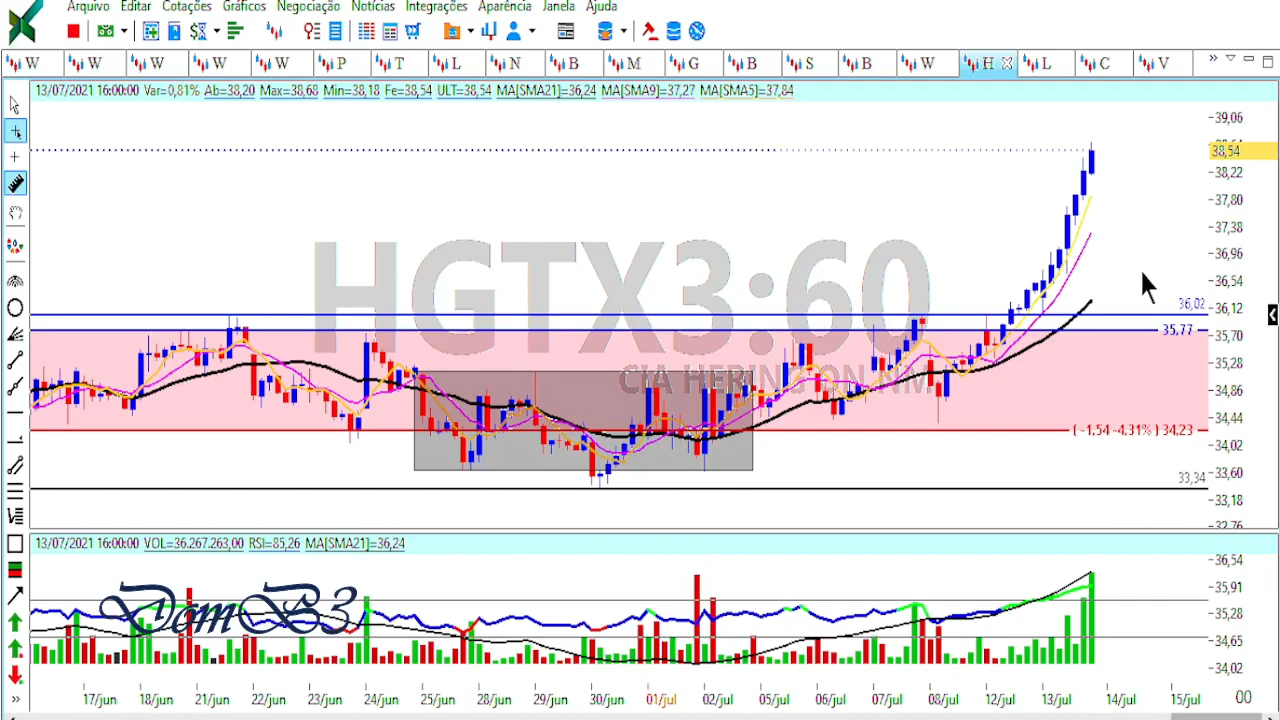 Arquivo Editar Cotações Gráficos Negociação Notícias Integrações Aparência Janela Ajuda
W W W W W P T L N B M G B S B W H L C V
13/07/2021 16:00:00 Var=0,81% Ab=38,20 Max=38,68 Min=38,18 Fe=38,54 ULT=38,54 MA[SMA21]=36,24 MA[SMA9]=37,27 MA[SMA5]=37,84
39,06
38,54
38,22
37,80
37,38
36,96
36,54
36,12
35,70
35,28
34,86
34,44
34,02
33,60
33,18
32,76
HGTX3:60
CIA HERING ON NM
36,02
35,77
( -1,54 -4,31% ) 34,23
33,34
13/07/2021 16:00:00 VOL=36.267.263,00 RSI=85,26 MA[SMA21]=36,24
36,54
35,91
35,28
34,65
34,02
DomB3
17/jun 18/jun 21/jun 22/jun 23/jun 24/jun 25/jun 28/jun 29/jun 30/jun 01/jul 02/jul 05/jul 06/jul 07/jul 08/jul 12/jul 13/jul 14/jul 15/jul 00